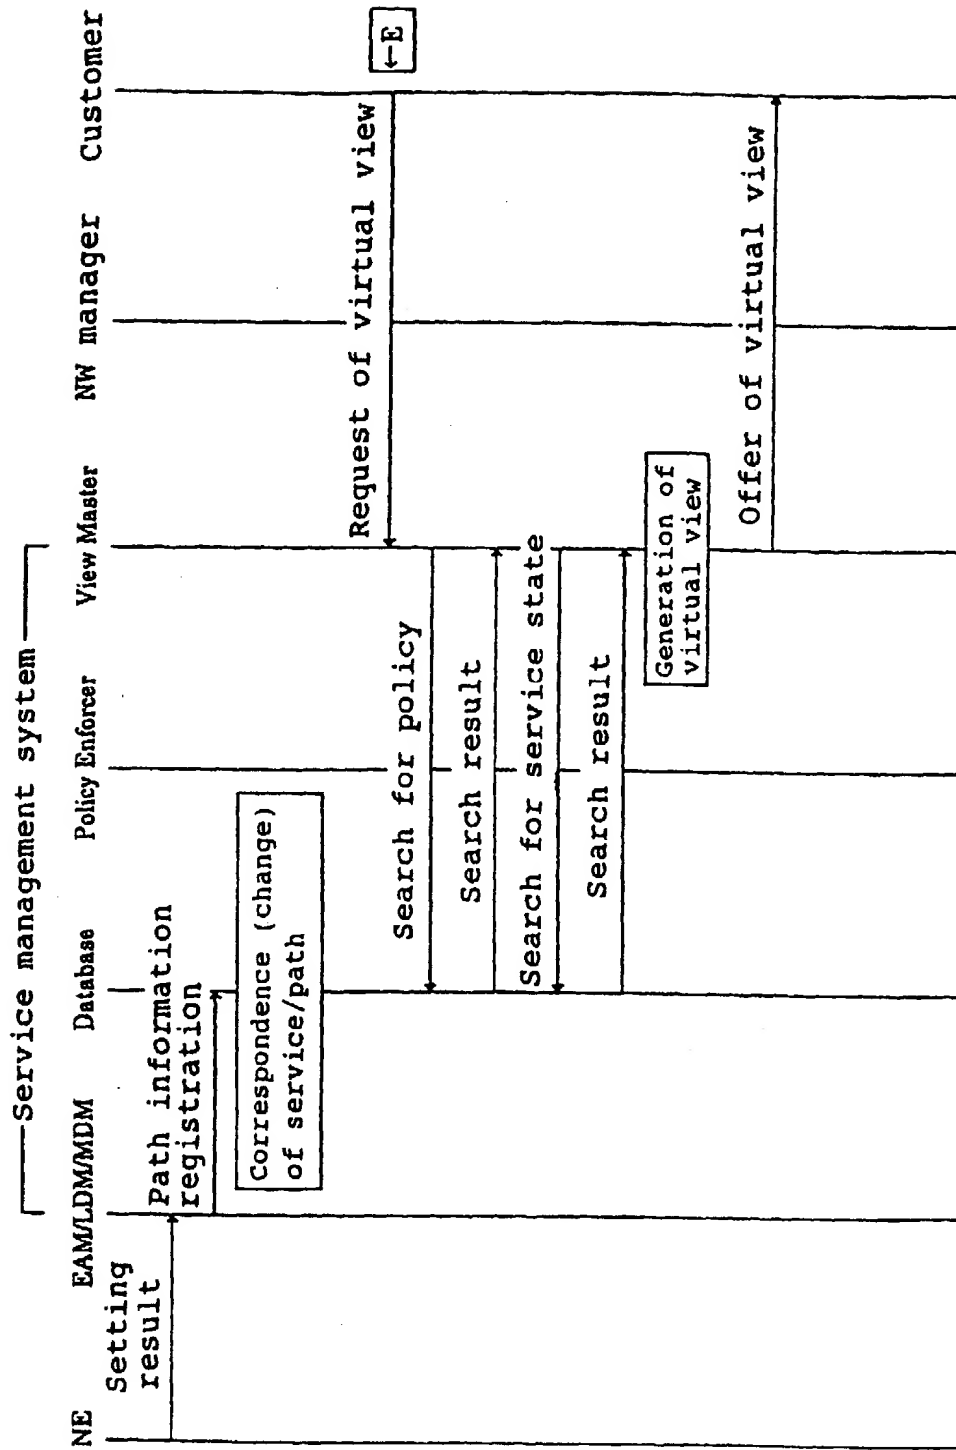 Service management system
NE EAM/LDM/MDM Database Policy Enforcer View Master NW manager Customer
Setting
result
Path information
registration
Correspondence (change)
of service/path
Request of virtual view
←E
Search for policy
Search result
Search for service state
Search result
Generation of
virtual view
Offer of virtual view